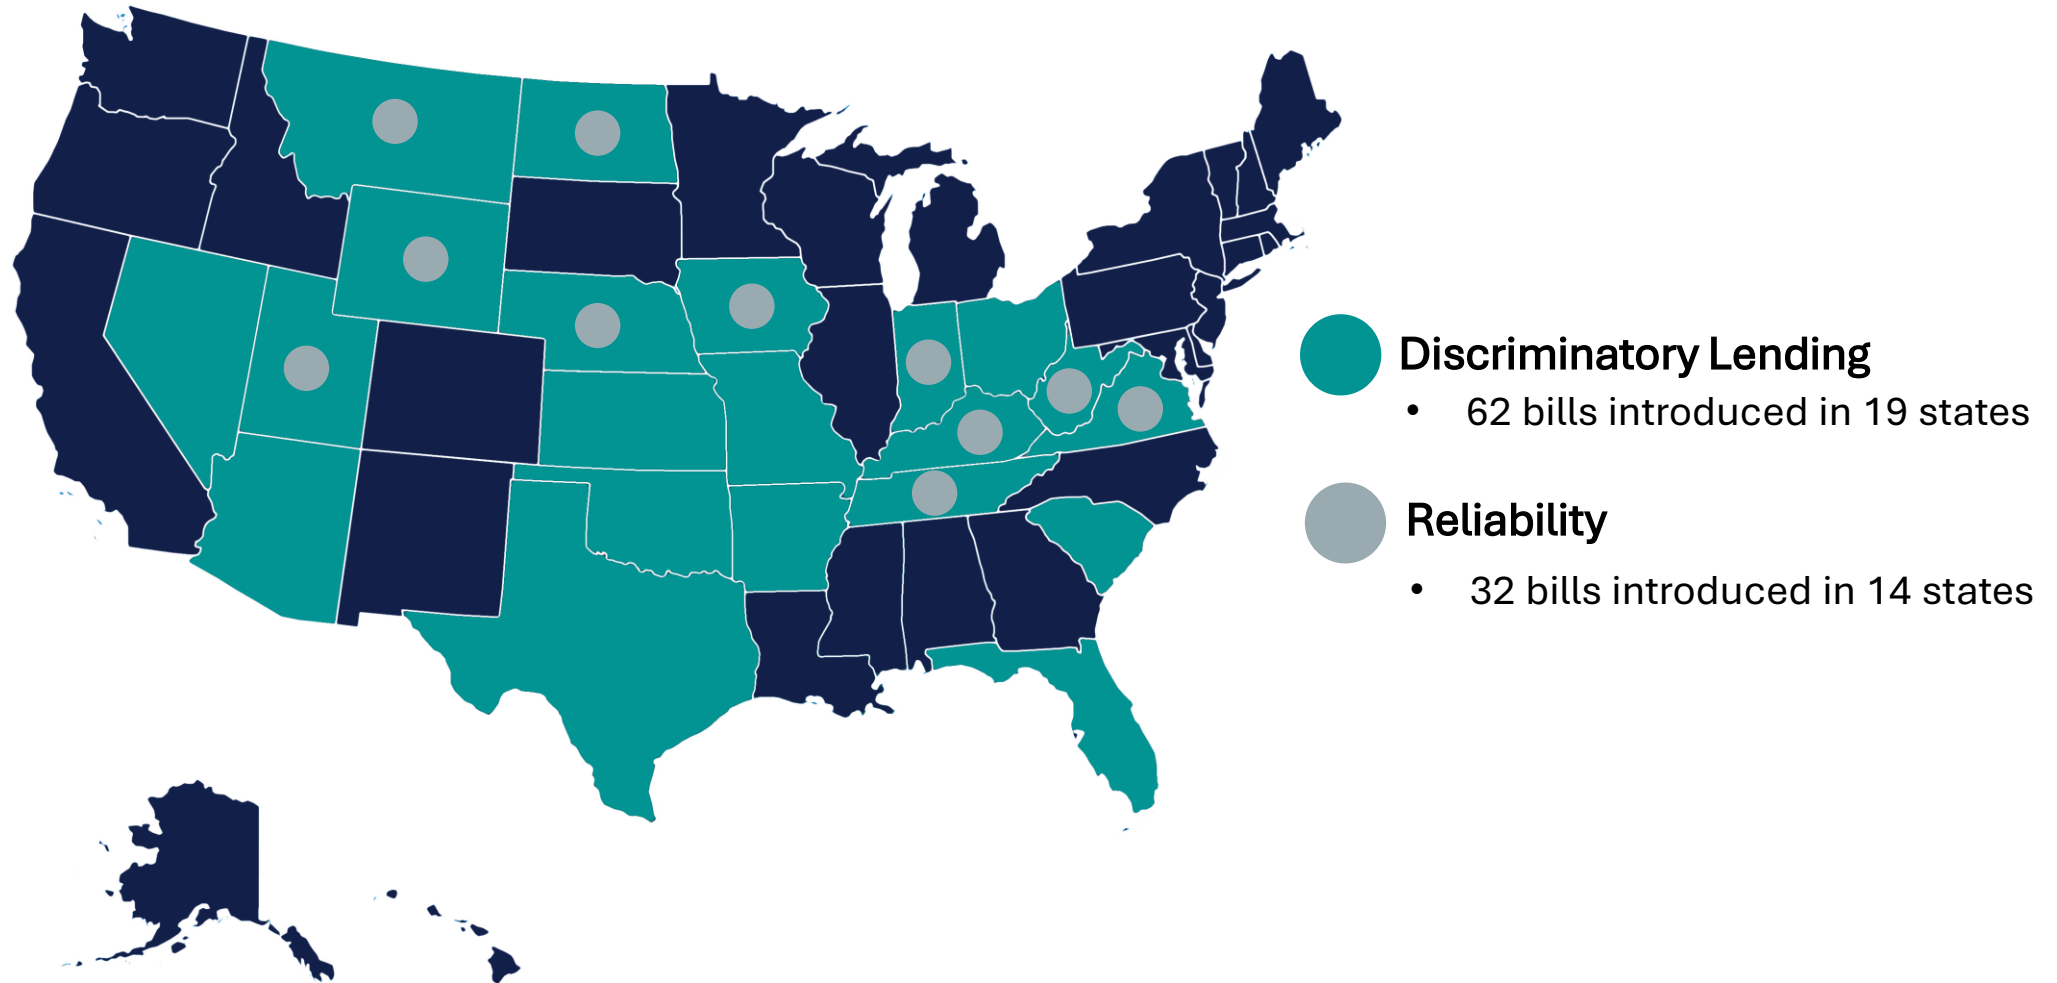 Discriminatory Lending
• 62 bills introduced in 19 states
Reliability
• 32 bills introduced in 14 states